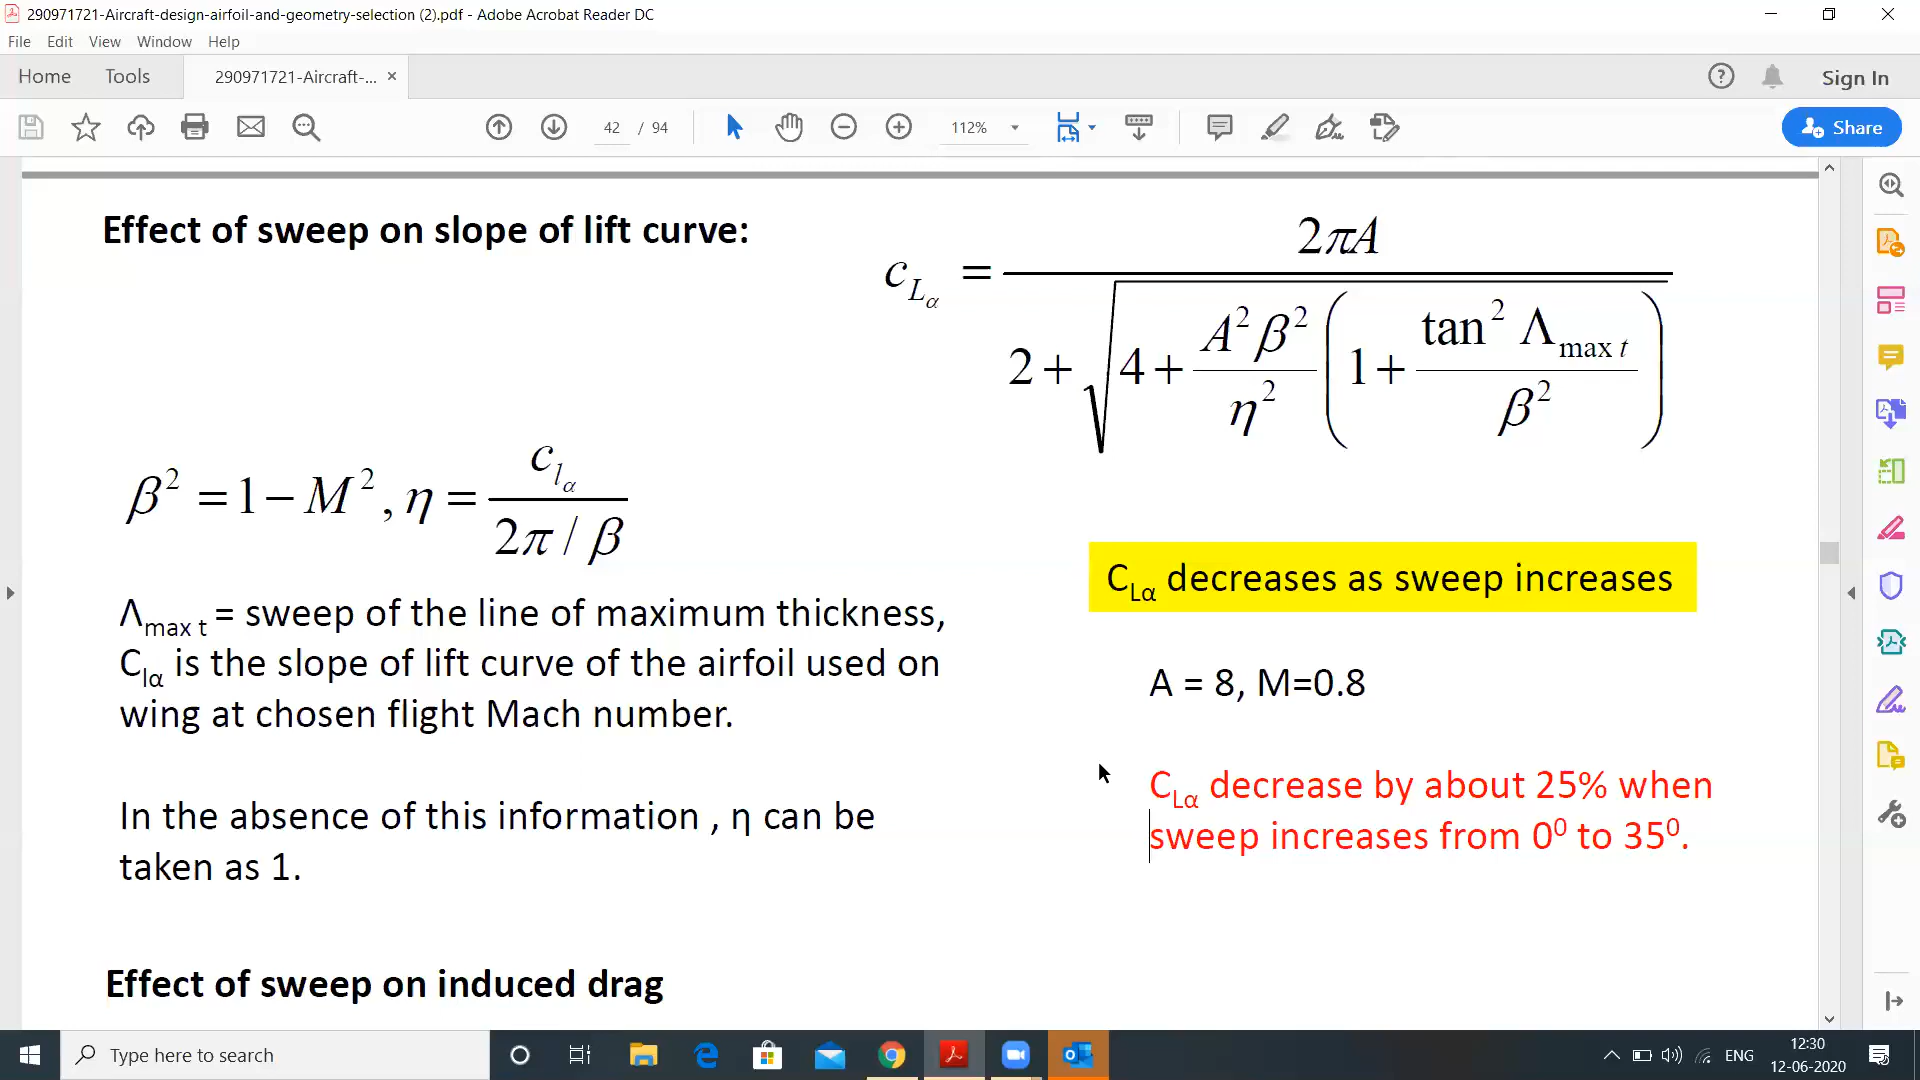 290971721-Aircraft-design-airfoil-and-geometry-selection (2).pdf - Adobe Acrobat Reader DC
File Edit View Window Help
Home Tools 290971721-Aircraft-... × Sign In
42 / 94 112% Share
Effect of sweep on slope of lift curve:
c_{L_α} = 2πA / (2 + √(4 + (A²β²/η²)(1 + tan² Λ_{max t}/β²)))
β² = 1 − M², η = c_{l_α} / (2π / β)
C_{Lα} decreases as sweep increases
Λ_{max t} = sweep of the line of maximum thickness,
C_{lα} is the slope of lift curve of the airfoil used on
wing at chosen flight Mach number.
A = 8, M=0.8
In the absence of this information , η can be
taken as 1.
C_{Lα} decrease by about 25% when
sweep increases from 0⁰ to 35⁰.
Effect of sweep on induced drag
Type here to search
ENG
12:30
12-06-2020